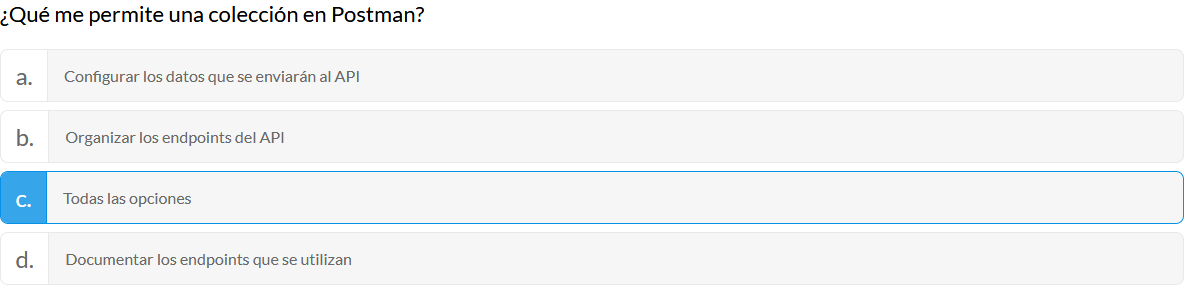 ¿Qué me permite una colección en Postman?
a. Configurar los datos que se enviarán al API
b. Organizar los endpoints del API
c. Todas las opciones
d. Documentar los endpoints que se utilizan